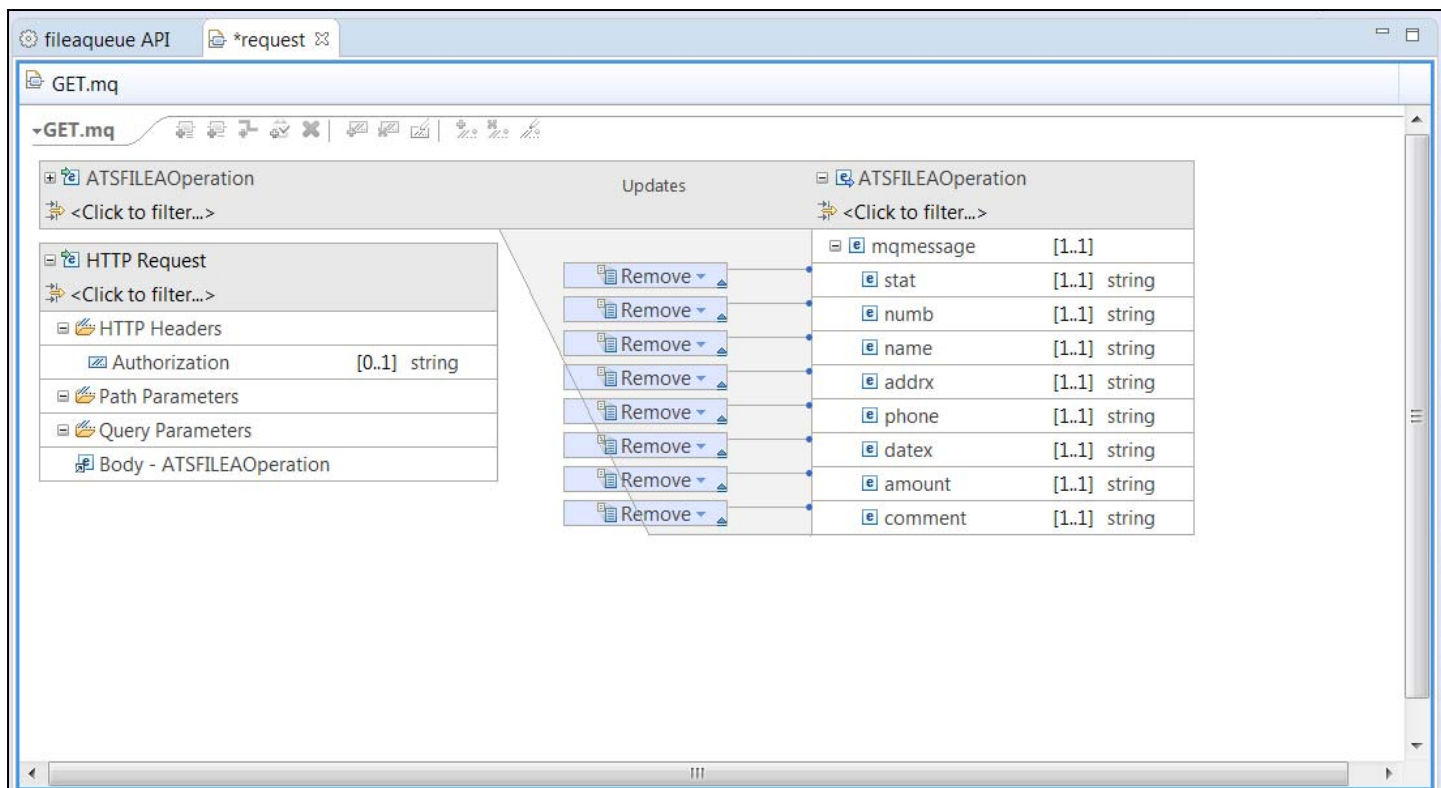 fileaqueue API *request
GET.mq
GET.mq
ATSFILEAOperation Updates ATSFILEAOperation
<Click to filter...> <Click to filter...>
HTTP Request
<Click to filter...>
HTTP Headers
Authorization [0..1] string
Path Parameters
Query Parameters
Body - ATSFILEAOperation
mqmessage [1..1]
Remove stat [1..1] string
Remove numb [1..1] string
Remove name [1..1] string
Remove addrx [1..1] string
Remove phone [1..1] string
Remove datex [1..1] string
Remove amount [1..1] string
Remove comment [1..1] string